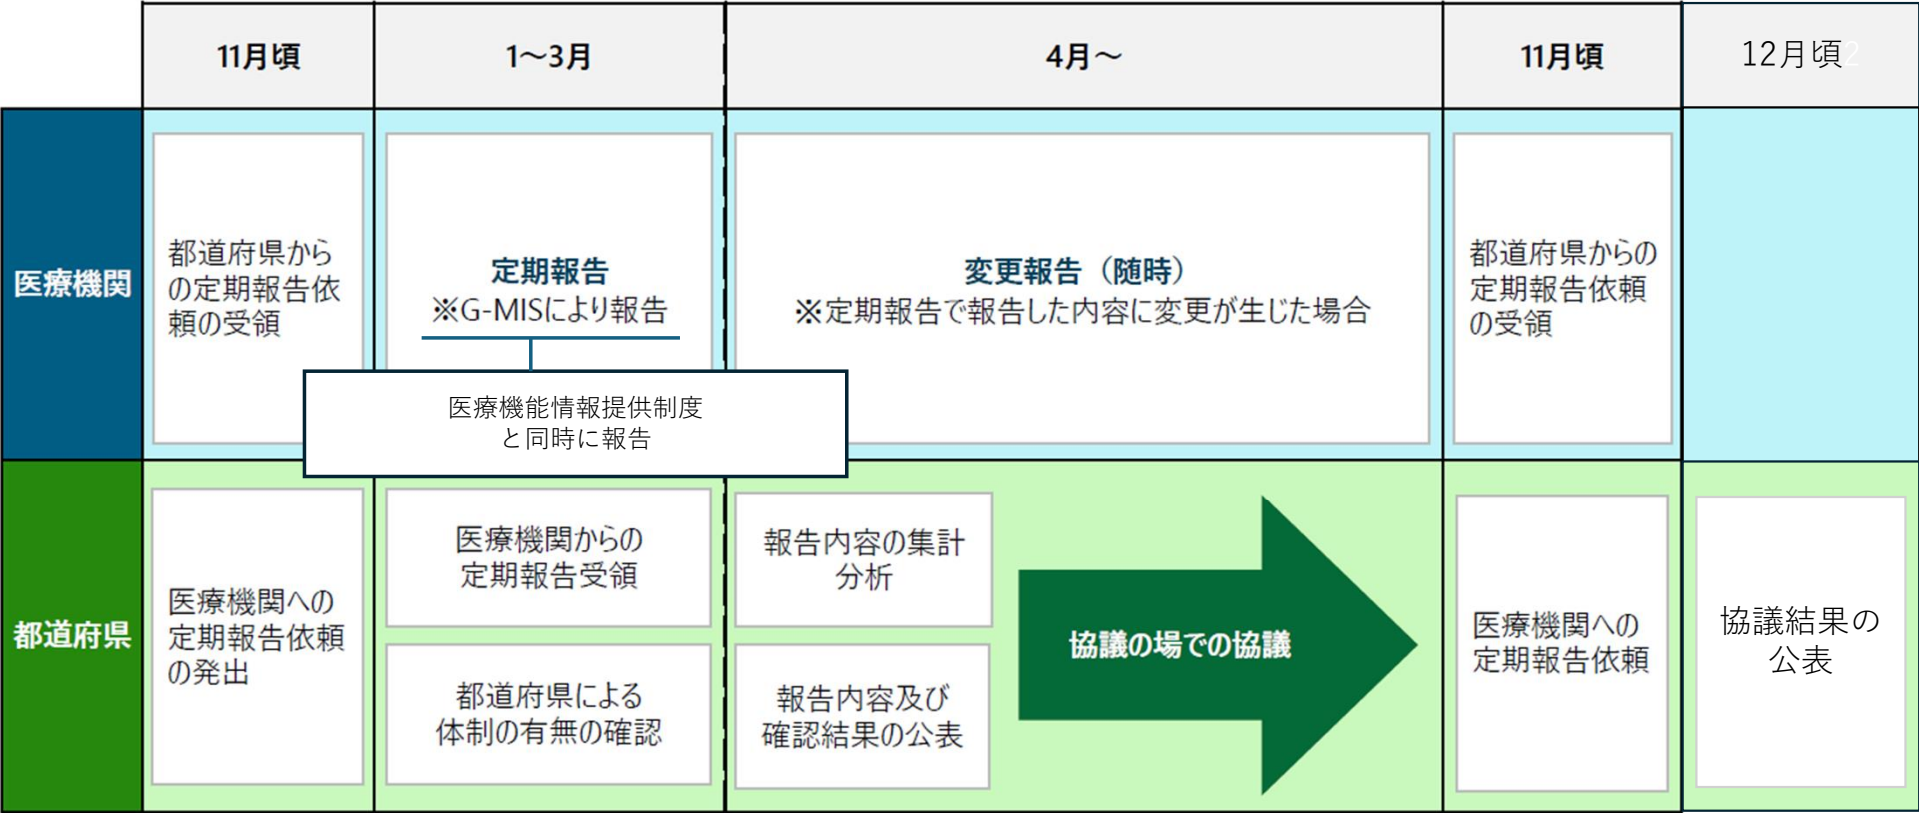 11月頃
1～3月
4月～
11月頃
12月頃2
医療機関
都道府県から
の定期報告依
頼の受領
定期報告
※G-MISにより報告
医療機能情報提供制度
と同時に報告
変更報告（随時）
※定期報告で報告した内容に変更が生じた場合
都道府県からの
定期報告依頼
の受領
都道府県
医療機関への
定期報告依頼
の発出
医療機関からの
定期報告受領
都道府県による
体制の有無の確認
報告内容の集計
分析
報告内容及び
確認結果の公表
協議の場での協議
医療機関への
定期報告依頼
協議結果の
公表